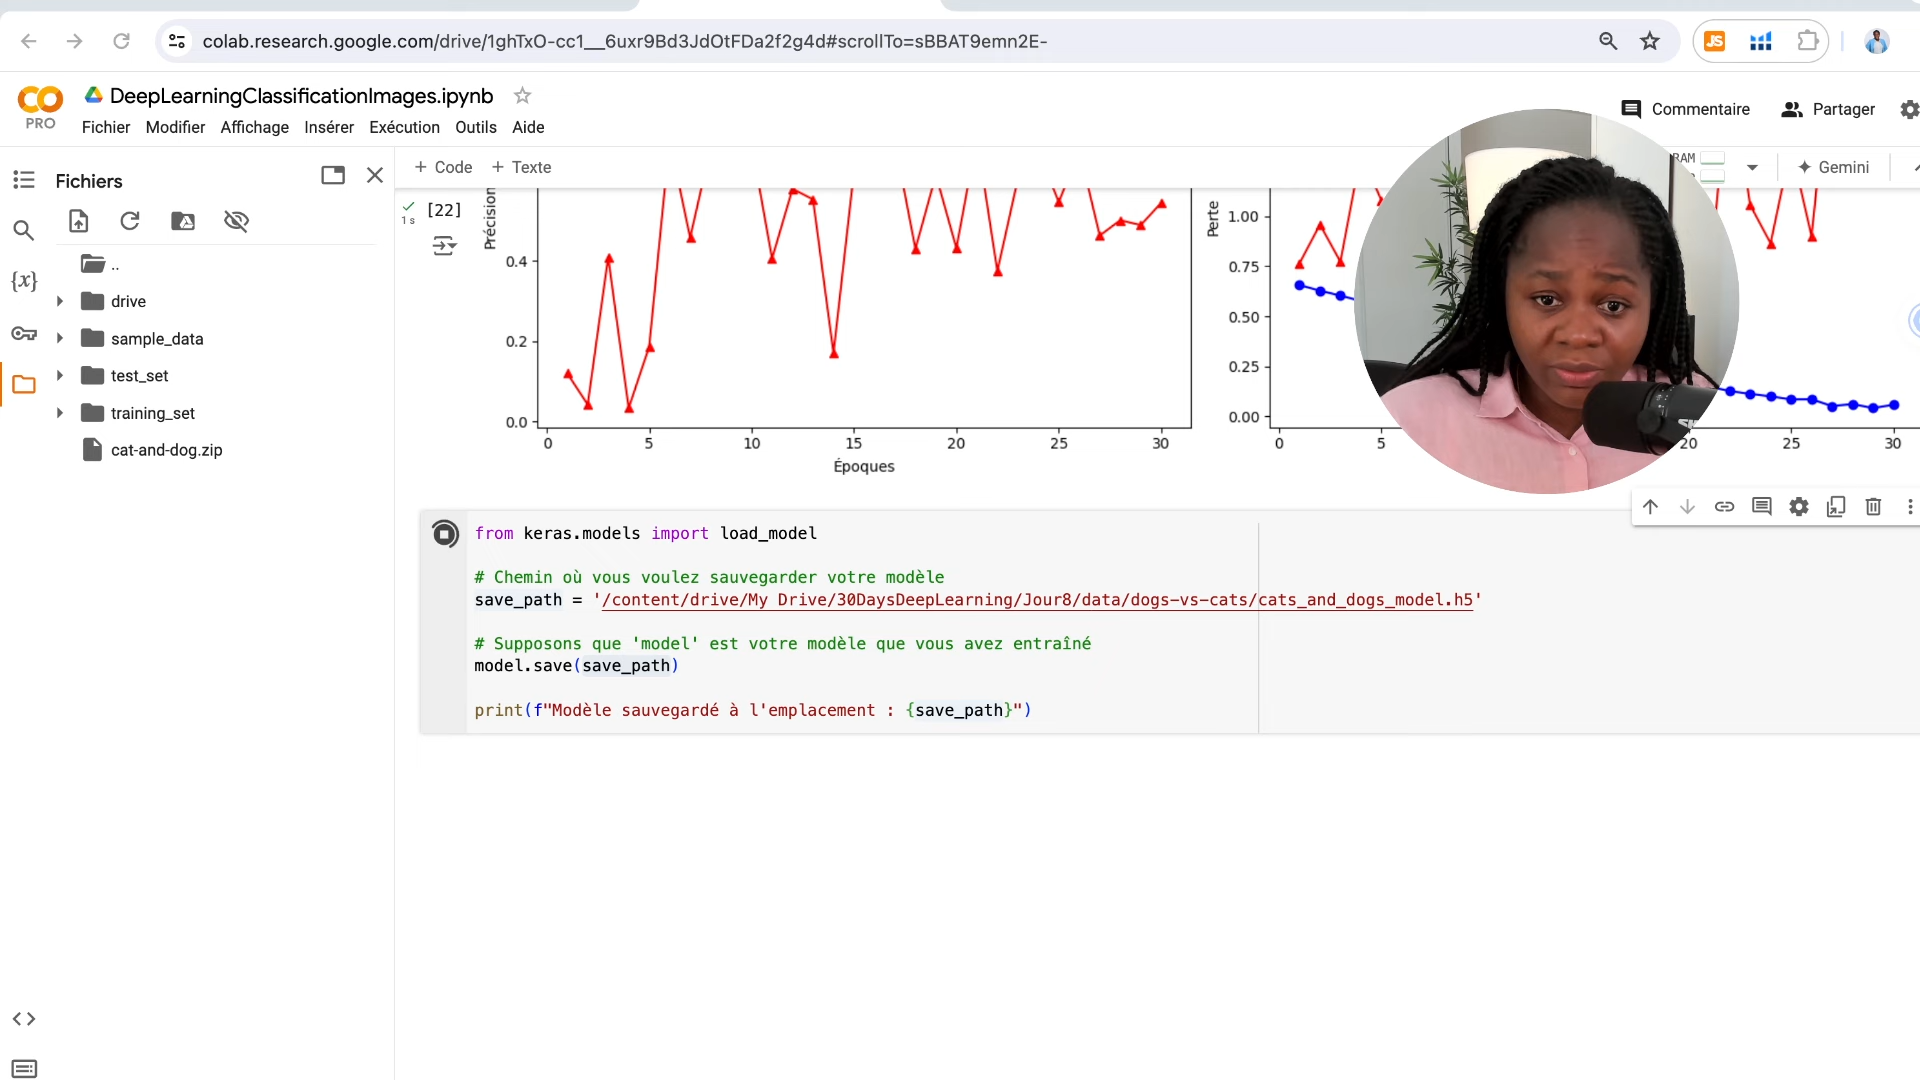 colab.research.google.com/drive/1ghTxO-cc1__6uxr9Bd3JdOtFDa2f2g4d#scrollTo=sBBAT9emn2E-
JS
DeepLearningClassificationImages.ipynb
PRO
Fichier Modifier Affichage Insérer Exécution Outils Aide
Commentaire Partager
Fichiers
+ Code + Texte
RAM
Gemini
{x}
..
drive
sample_data
test_set
training_set
cat-and-dog.zip
[22]
1 s
Précision
0.4
0.2
0.0
0 5 10 15 20 25 30
Époques
Perte
1.00
0.75
0.50
0.25
0.00
0 5 20 25 30
from keras.models import load_model
# Chemin où vous voulez sauvegarder votre modèle
save_path = '/content/drive/My Drive/30DaysDeepLearning/Jour8/data/dogs-vs-cats/cats_and_dogs_model.h5'
# Supposons que 'model' est votre modèle que vous avez entraîné
model.save(save_path)
print(f"Modèle sauvegardé à l'emplacement : {save_path}")